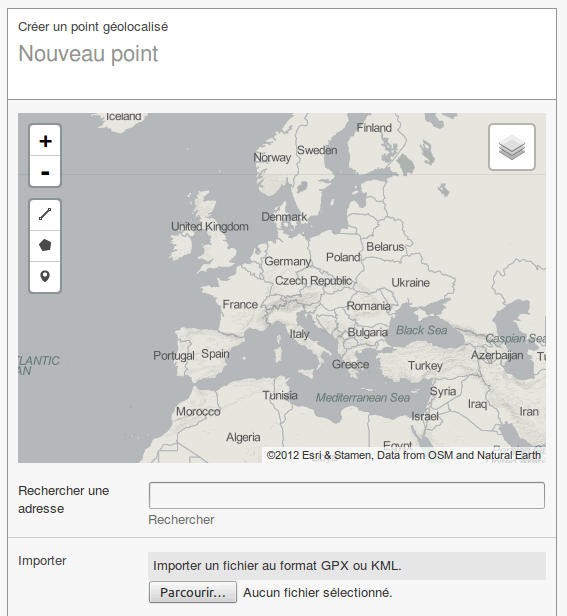 Créer un point géolocalisé
Nouveau point
Iceland
Finland
Sweden
Norway
+
-
Denmark
United Kingdom
Belarus
Poland
Germany
Czech Republic
Ukraine
France
Romania
Italy
Bulgaria
Black Sea
Caspian Sea
Portugal
Spain
Azerbaijan
Tu
TLANTIC
AN
Greece
Turkey
Syria
Tunisia
Mediterranean Sea
Iraq
Morocco
Israel
Iran
Algeria
Egypt
©2012 Esri & Stamen, Data from OSM and Natural Earth
Rechercher une
adresse
Rechercher
Importer
Importer un fichier au format GPX ou KML.
Parcourir... Aucun fichier sélectionné.